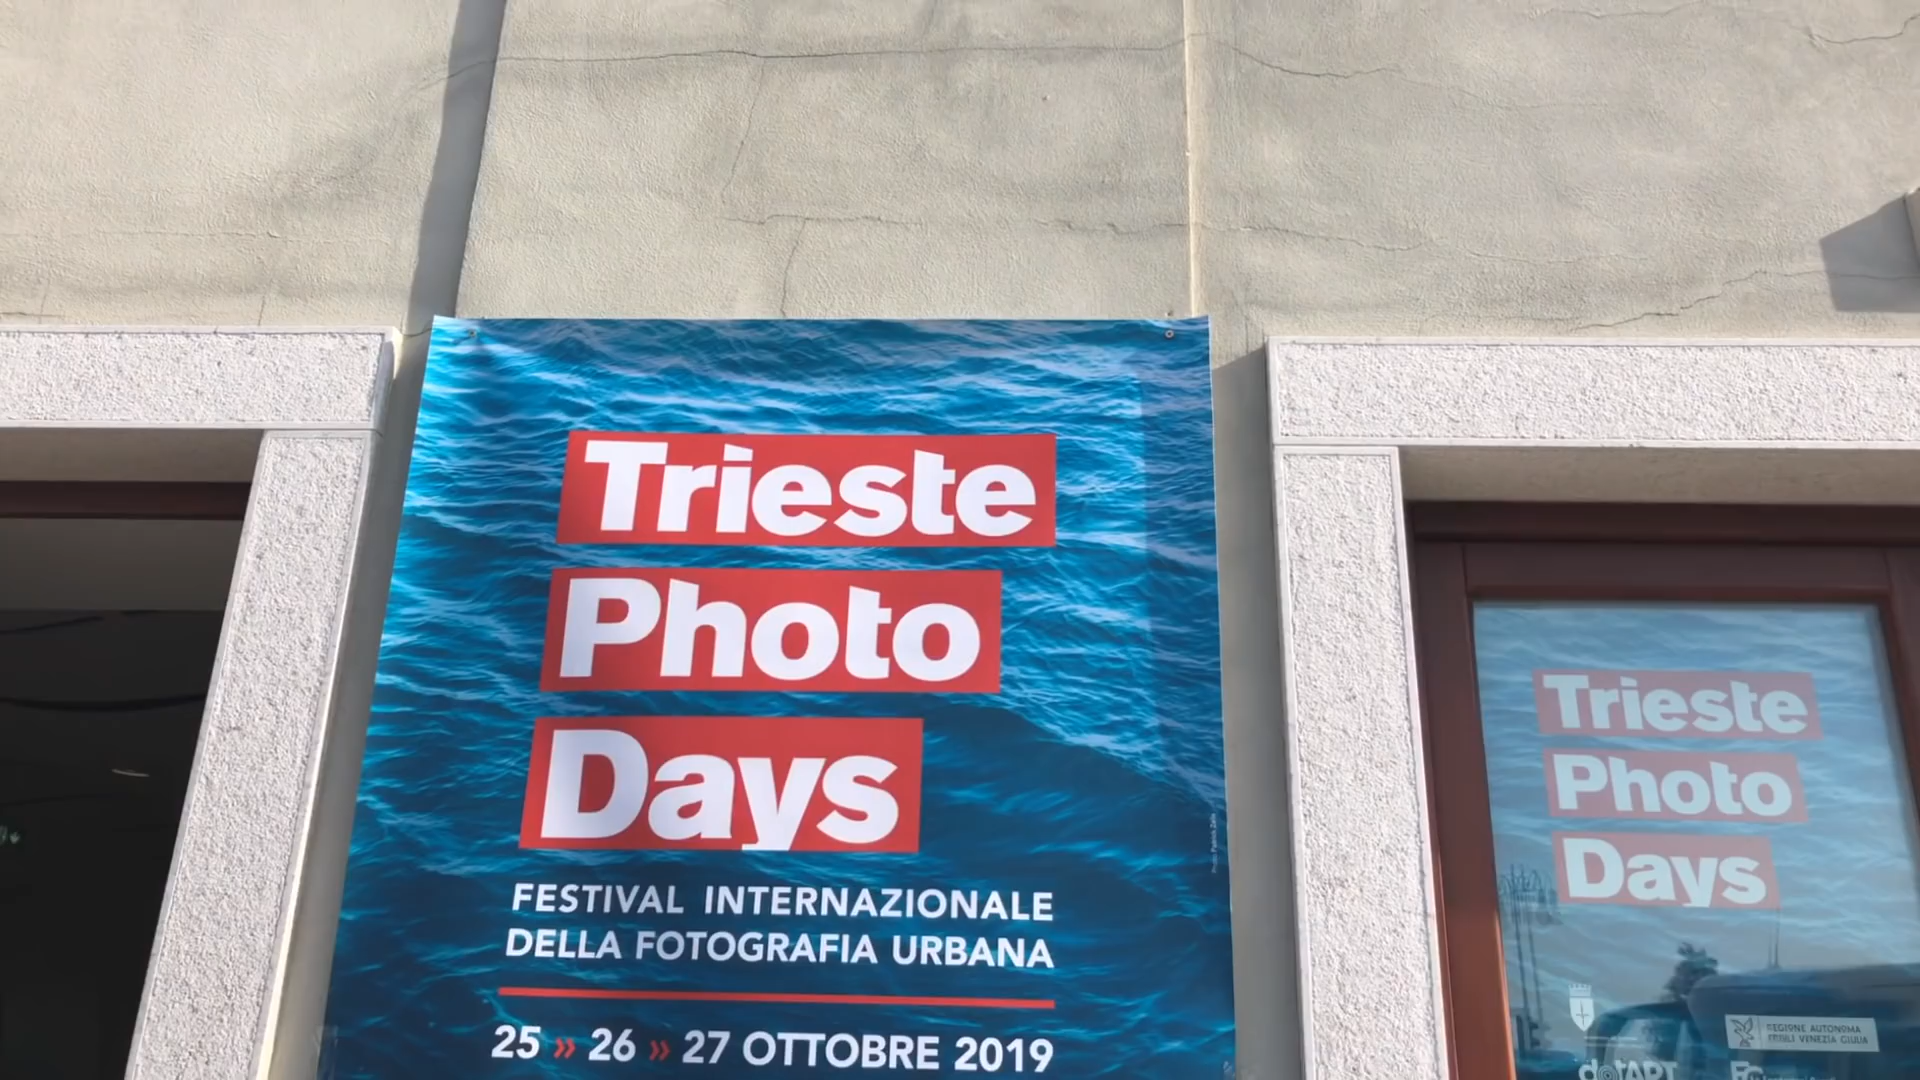 Trieste
Photo
Days
FESTIVAL INTERNAZIONALE
DELLA FOTOGRAFIA URBANA
25 » 26 » 27 OTTOBRE 2019
Trieste
Photo
Days
REGIONE AUTONOMA
FRIULI VENEZIA GIULIA
dotART